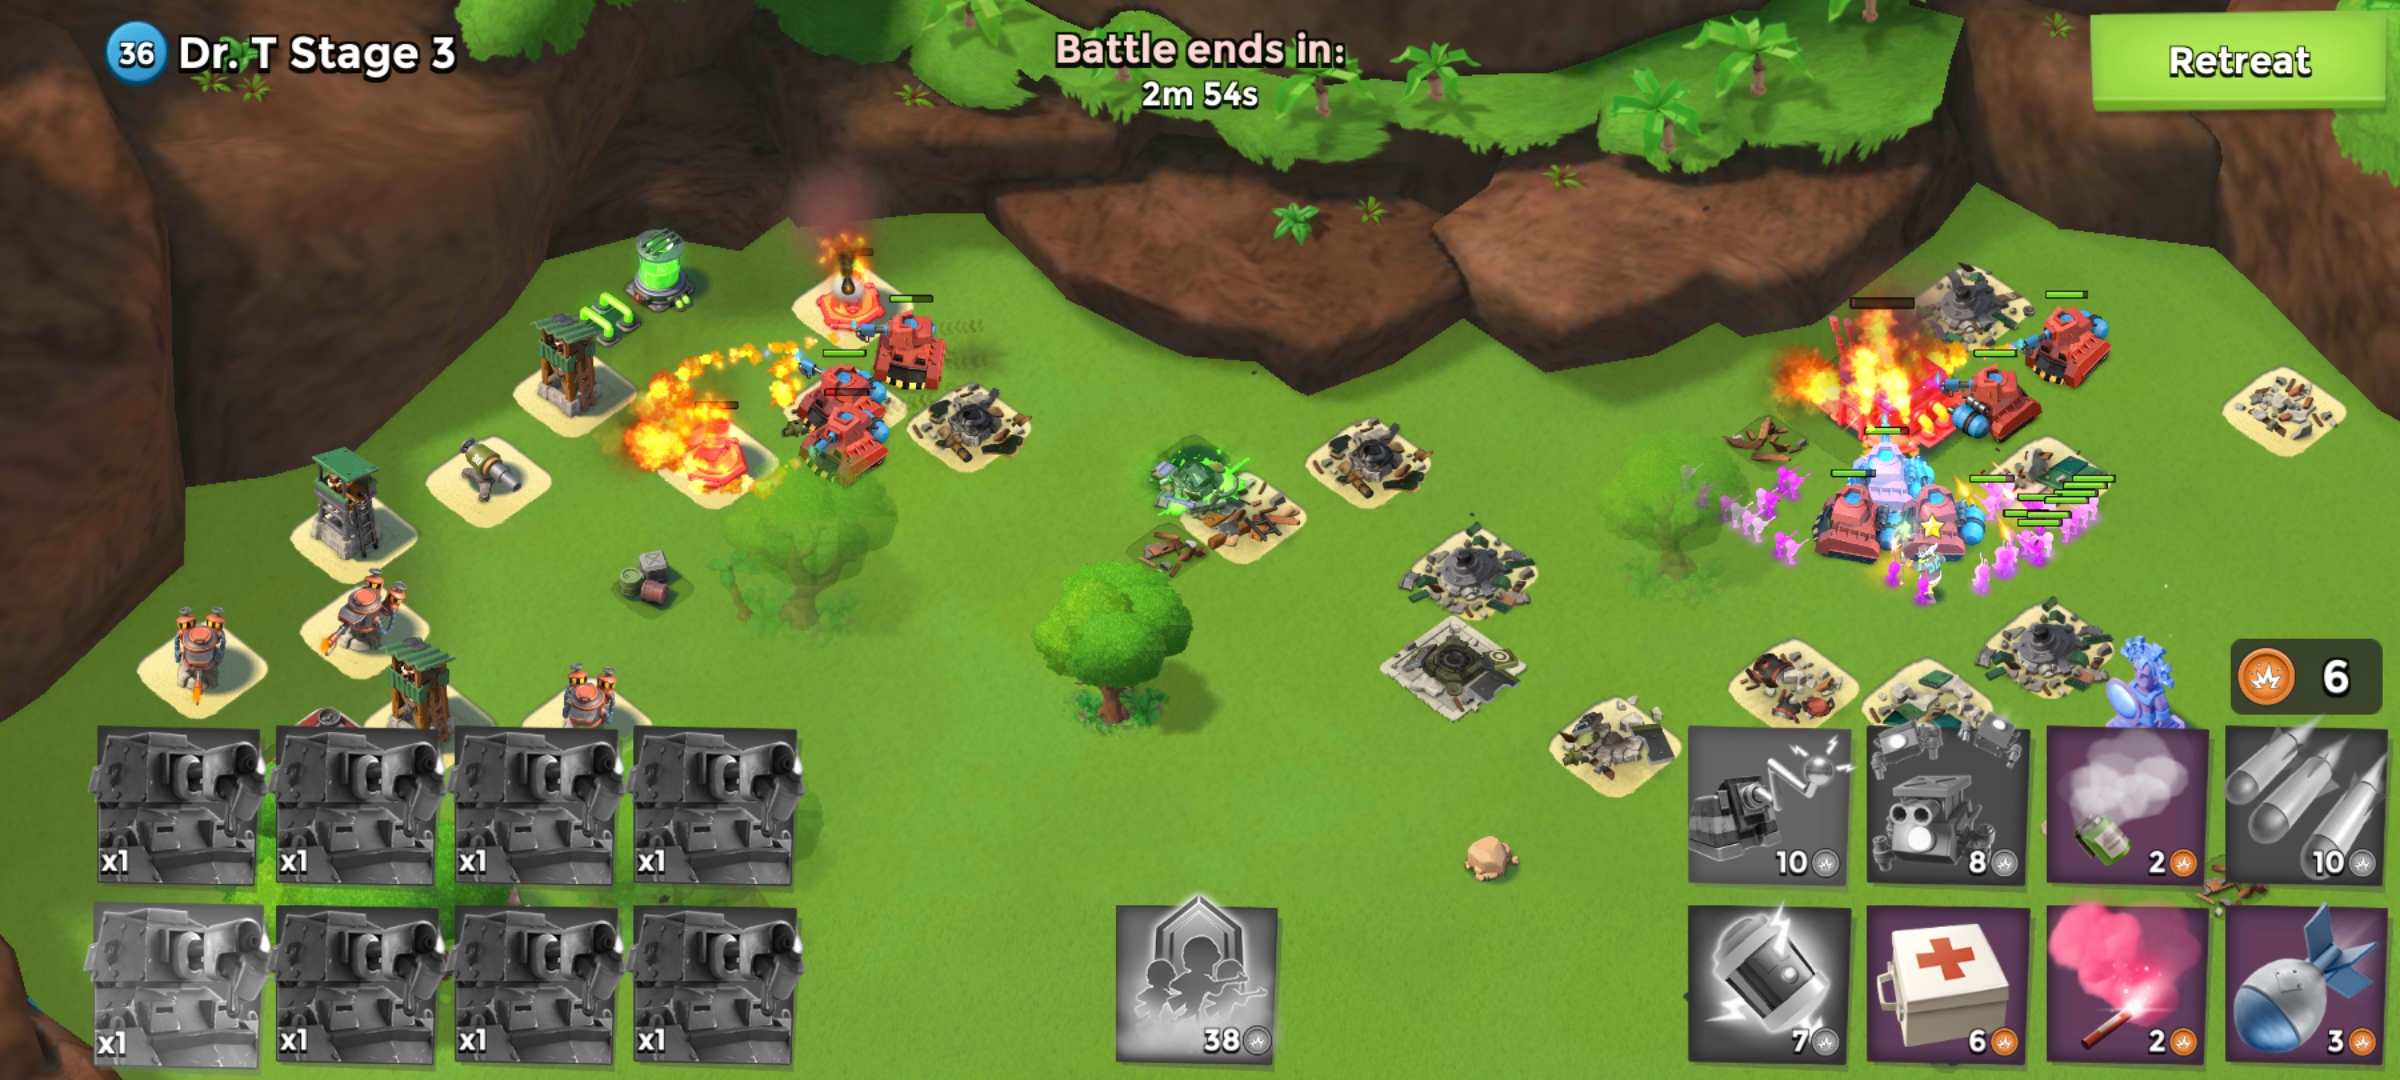 36 Dr. T Stage 3
Battle ends in:
2m 54s
Retreat
6
x1 x1 x1 x1
10 8 2 10
x1 x1 x1 x1
38
7 6 2 3